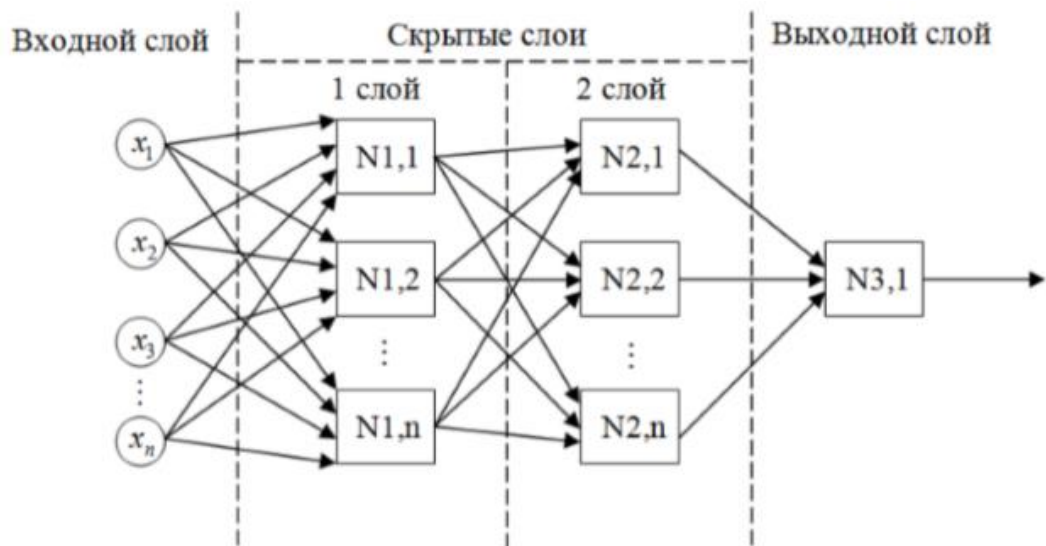 Входной слой
Скрытые слои
Выходной слой
1 слой
2 слой
x₁
N1,1
N2,1
x₂
N1,2
N2,2
N3,1
x₃
⋮
⋮
⋮
xₙ
N1,n
N2,n